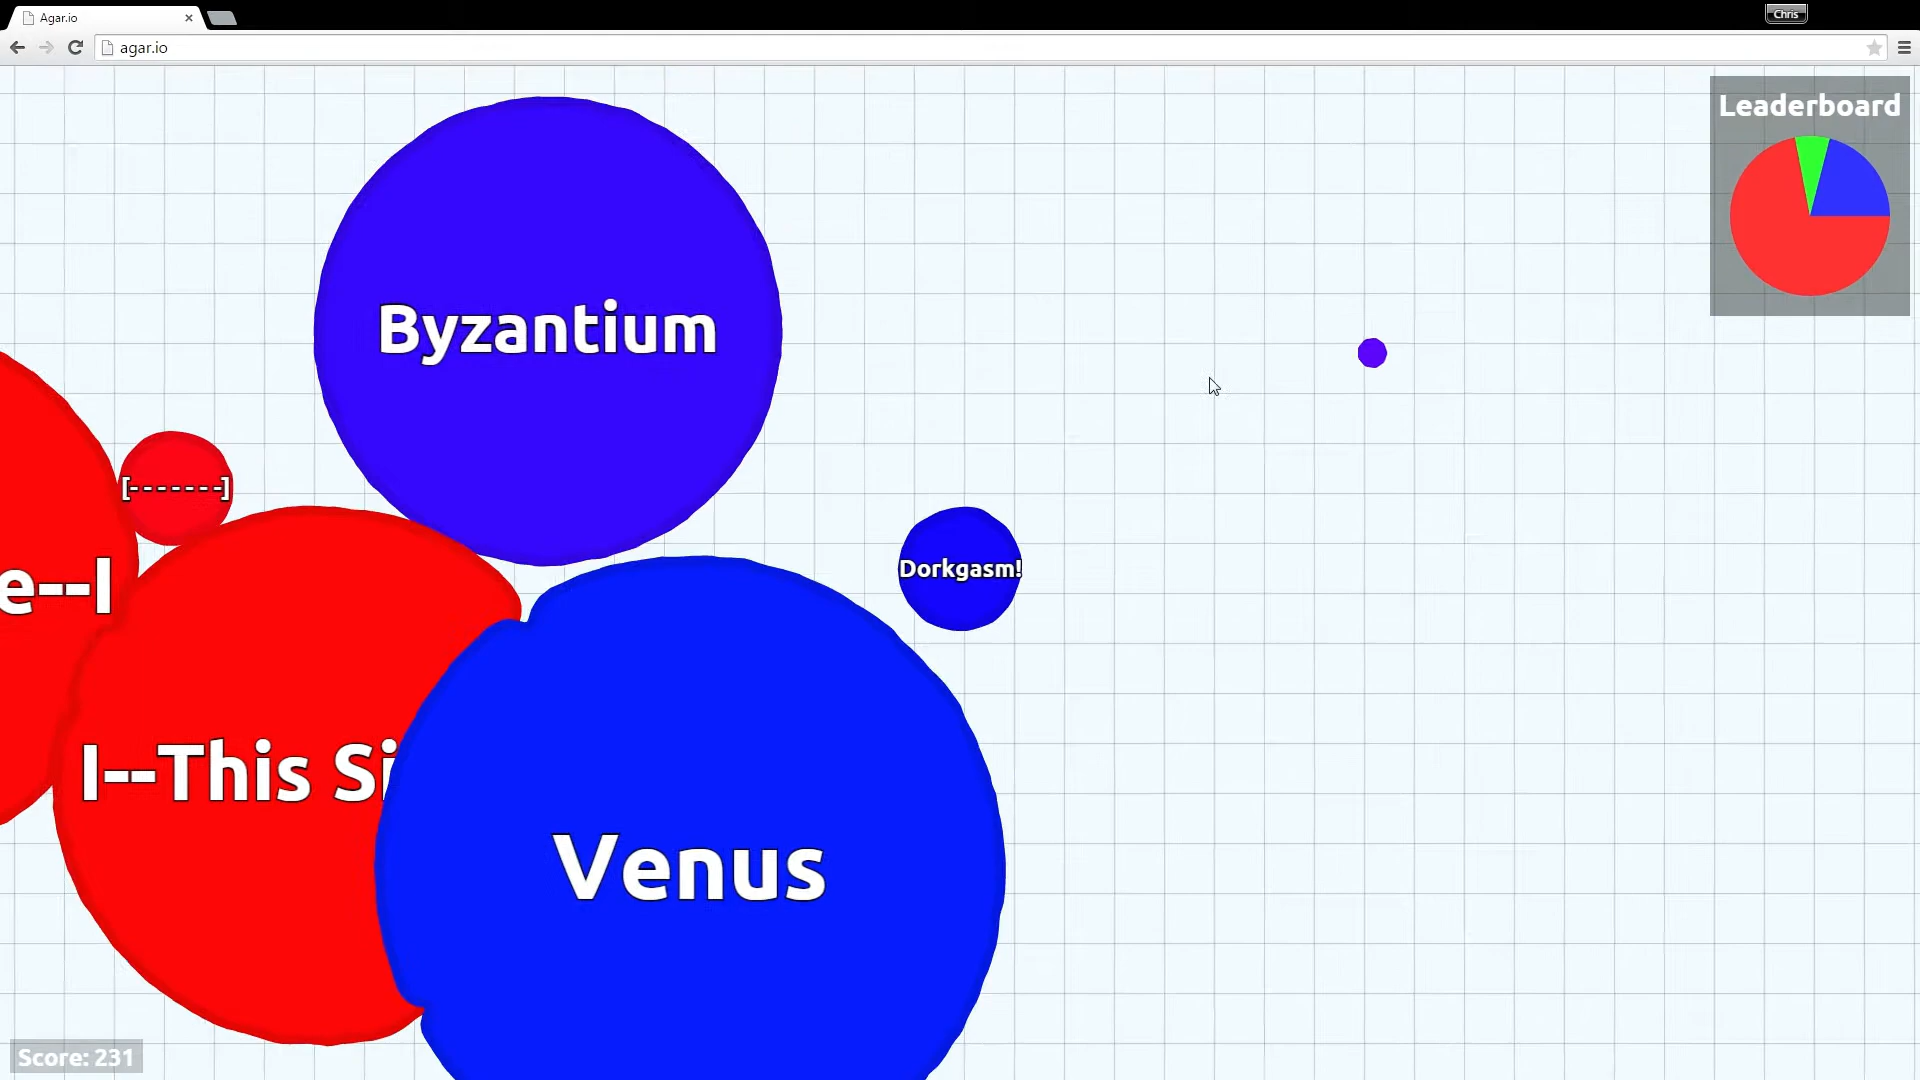 Agar.io
Chris
agar.io
Leaderboard
Byzantium
[-------]
Dorkgasm!
e--I
I--This Si
Venus
Score: 231